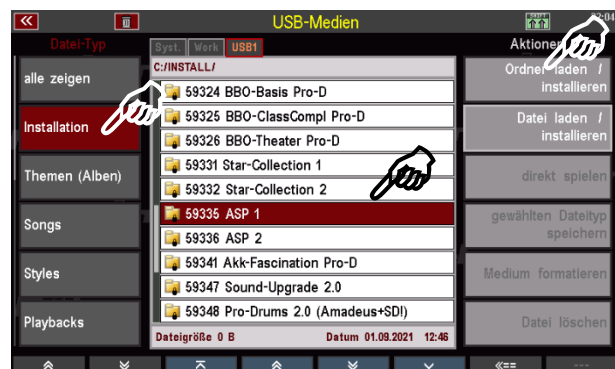 USB-Medien
02:04
Datei-Typ
Syst. Work USB1
Aktionen
alle zeigen
Installation
Themen (Alben)
Songs
Styles
Playbacks
C:/INSTALL/
59324 BBO-Basis Pro-D
59325 BBO-ClassCompl Pro-D
59326 BBO-Theater Pro-D
59331 Star-Collection 1
59332 Star-Collection 2
59335 ASP 1
59336 ASP 2
59341 Akk-Fascination Pro-D
59347 Sound-Upgrade 2.0
59348 Pro-Drums 2.0 (Amadeus+SD!)
Dateigröße 0 B Datum 01.09.2021 12:46
Ordner laden /
installieren
Datei laden /
installieren
direkt spielen
gewählten Dateityp
speichern
Medium formatieren
Datei löschen